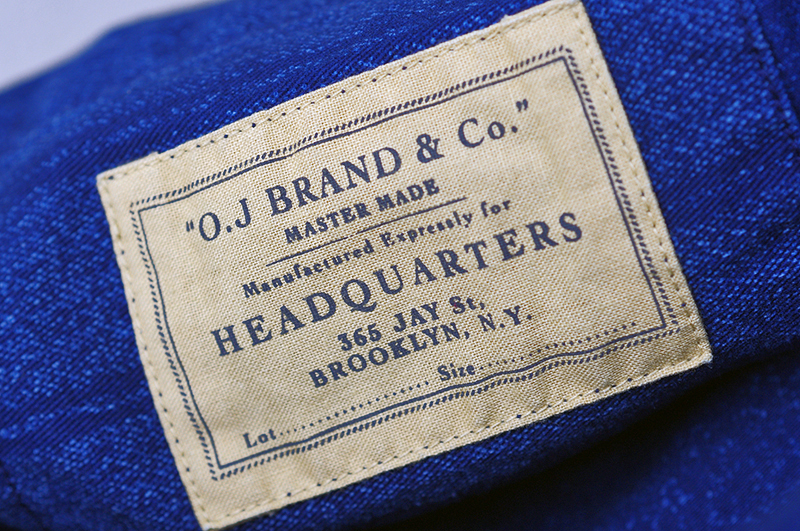 “O.J BRAND & Co.”
MASTER MADE
Manufactured Expressly for
HEADQUARTERS
365 JAY St.
BROOKLYN, N.Y.
Lot.................... Size....................